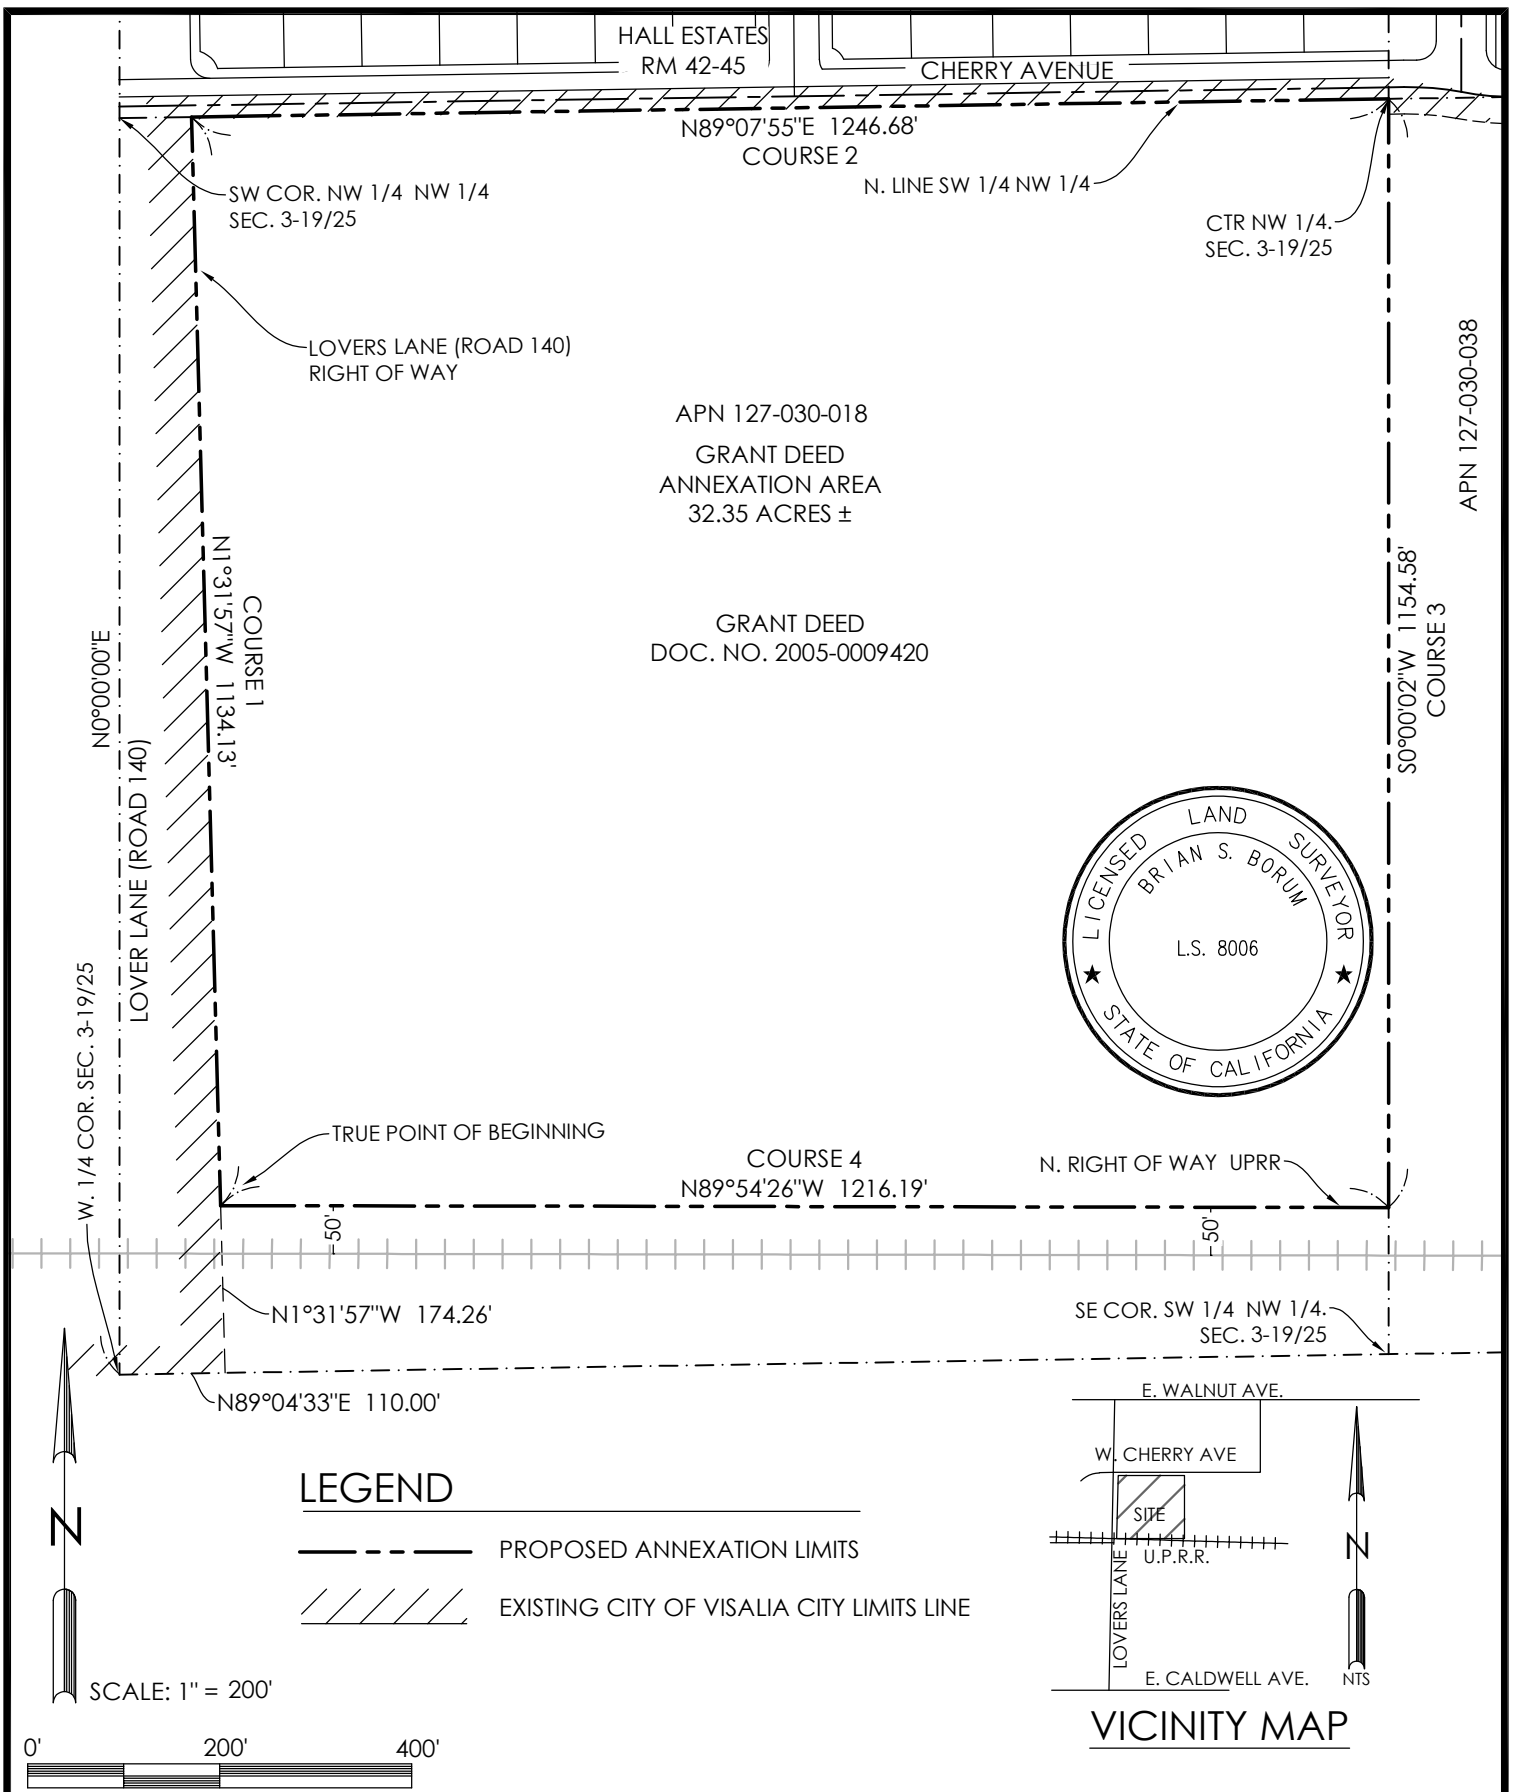 HALL ESTATES
RM 42-45
CHERRY AVENUE
N89°07'55"E 1246.68'
COURSE 2
SW COR. NW 1/4 NW 1/4
SEC. 3-19/25
N. LINE SW 1/4 NW 1/4
CTR NW 1/4.
SEC. 3-19/25
LOVERS LANE (ROAD 140)
RIGHT OF WAY
APN 127-030-038
APN 127-030-018
GRANT DEED
ANNEXATION AREA
32.35 ACRES ±
GRANT DEED
DOC. NO. 2005-0009420
N1°31'57"W 1134.13'
COURSE 1
N0°00'00"E
LOVER LANE (ROAD 140)
S0°00'02"W 1154.58'
COURSE 3
LICENSED LAND SURVEYOR
BRIAN S. BORUM
L.S. 8006
STATE OF CALIFORNIA
W. 1/4 COR. SEC. 3-19/25
TRUE POINT OF BEGINNING
COURSE 4
N89°54'26"W 1216.19'
N. RIGHT OF WAY UPRR
50'
50'
N1°31'57"W 174.26'
SE COR. SW 1/4 NW 1/4.
SEC. 3-19/25
N89°04'33"E 110.00'
LEGEND
PROPOSED ANNEXATION LIMITS
EXISTING CITY OF VISALIA CITY LIMITS LINE
N
SCALE: 1" = 200'
0' 200' 400'
E. WALNUT AVE.
W. CHERRY AVE
SITE
U.P.R.R.
LOVERS LANE
E. CALDWELL AVE.
N
NTS
VICINITY MAP